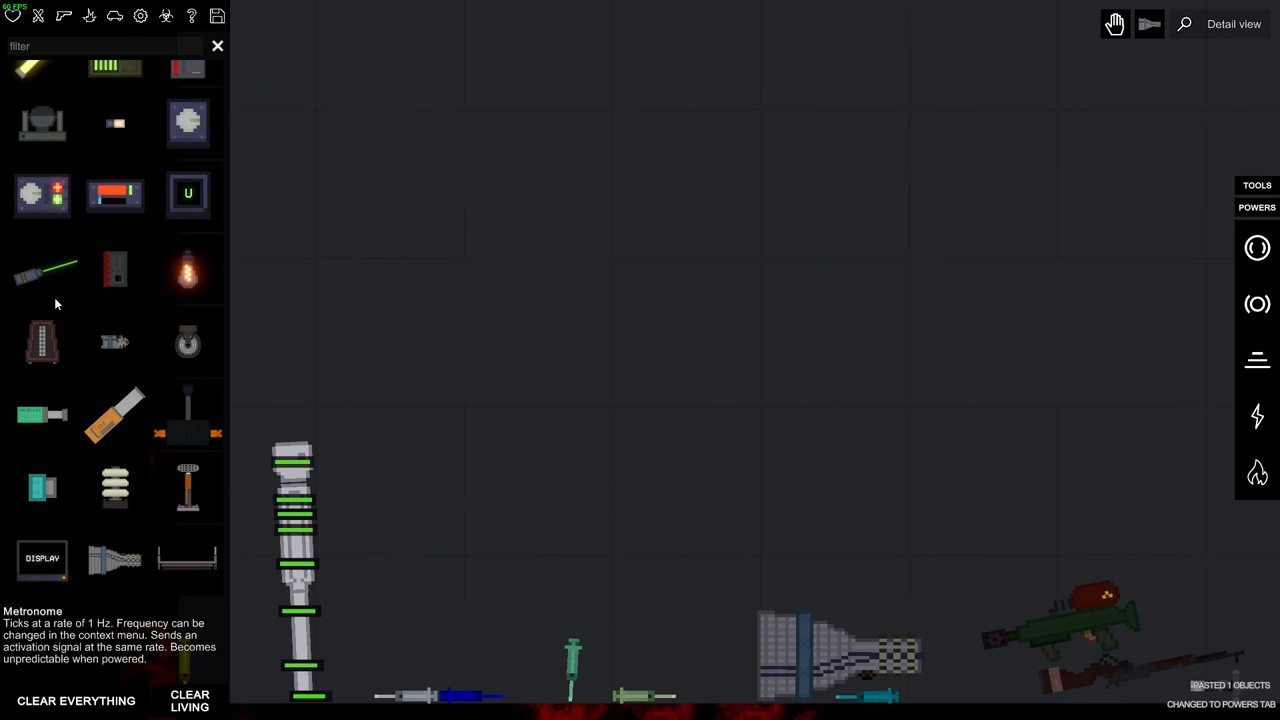 60 FPS
filter
Detail view
TOOLS
POWERS
U
DISPLAY
Metronome
Ticks at a rate of 1 Hz. Frequency can be
changed in the context menu. Sends an
activation signal at the same rate. Becomes
unpredictable when powered.
CLEAR EVERYTHING
CLEAR
LIVING
PASTED 1 OBJECTS
CHANGED TO POWERS TAB